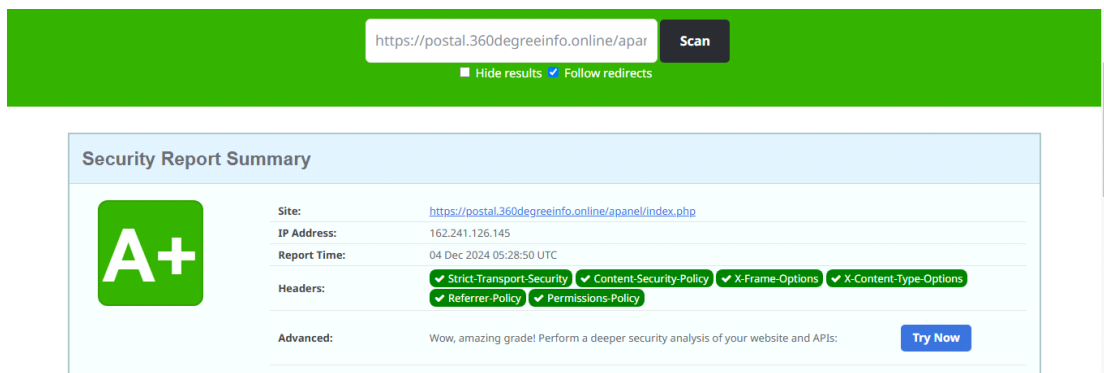 https://postal.360degreeinfo.online/apar
Scan
Hide results Follow redirects
Security Report Summary
A+
Site: https://postal.360degreeinfo.online/apanel/index.php
IP Address: 162.241.126.145
Report Time: 04 Dec 2024 05:28:50 UTC
Headers: Strict-Transport-Security Content-Security-Policy X-Frame-Options X-Content-Type-Options
Referrer-Policy Permissions-Policy
Advanced: Wow, amazing grade! Perform a deeper security analysis of your website and APIs: Try Now